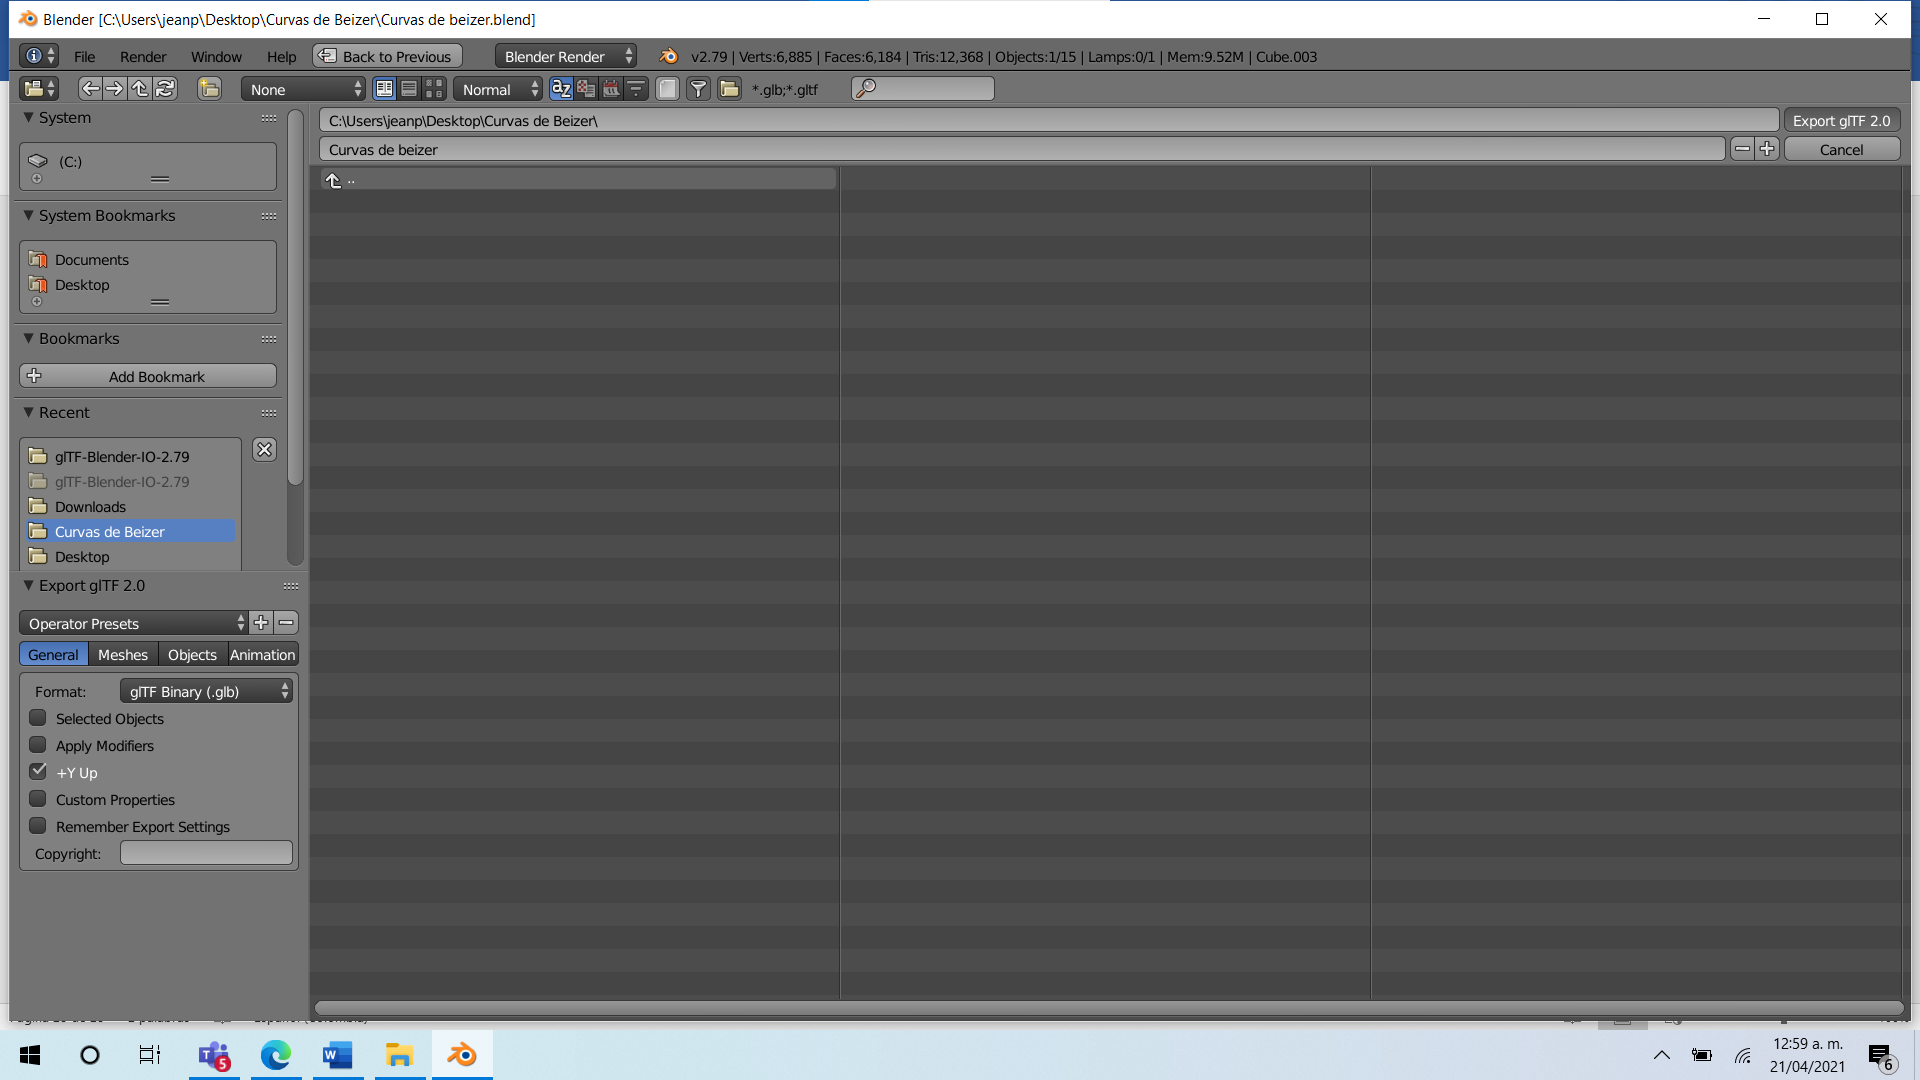 Blender [C:\Users\jeanp\Desktop\Curvas de Beizer\Curvas de beizer.blend]
File Render Window Help Back to Previous Blender Render v2.79 | Verts:6,885 | Faces:6,184 | Tris:12,368 | Objects:1/15 | Lamps:0/1 | Mem:9.52M | Cube.003
None Normal *.glb;*.gltf
System
(C:)
System Bookmarks
Documents
Desktop
Bookmarks
Add Bookmark
Recent
glTF-Blender-IO-2.79
glTF-Blender-IO-2.79
Downloads
Curvas de Beizer
Desktop
Export glTF 2.0
Operator Presets
General Meshes Objects Animation
Format: glTF Binary (.glb)
Selected Objects
Apply Modifiers
+Y Up
Custom Properties
Remember Export Settings
Copyright:
C:\Users\jeanp\Desktop\Curvas de Beizer\ Export glTF 2.0
Curvas de beizer Cancel
..
5
12:59 a. m.
21/04/2021
6